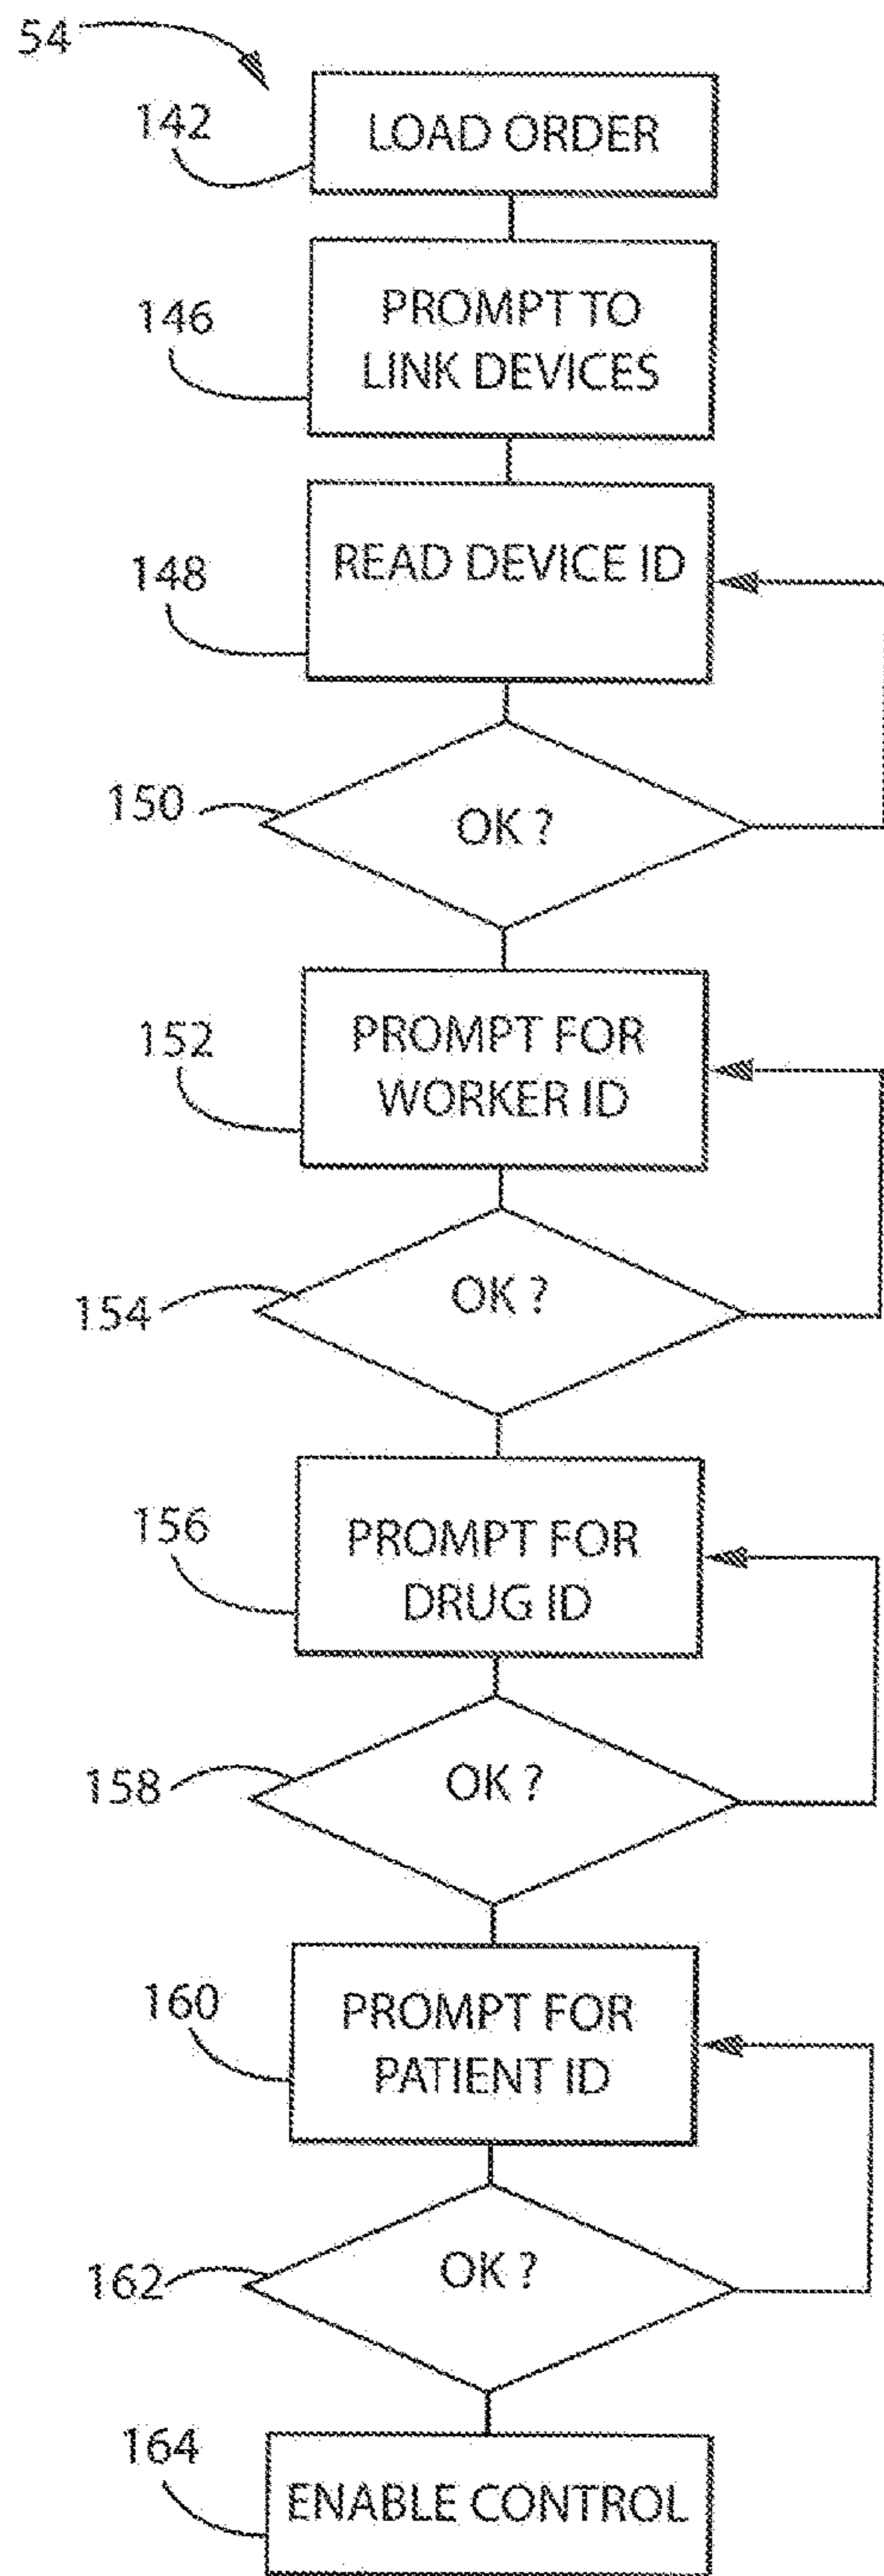 54
142
LOAD ORDER
146
PROMPT TO
LINK DEVICES
148
READ DEVICE ID
150
OK ?
152
PROMPT FOR
WORKER ID
154
OK ?
156
PROMPT FOR
DRUG ID
158
OK ?
160
PROMPT FOR
PATIENT ID
162
OK ?
164
ENABLE CONTROL